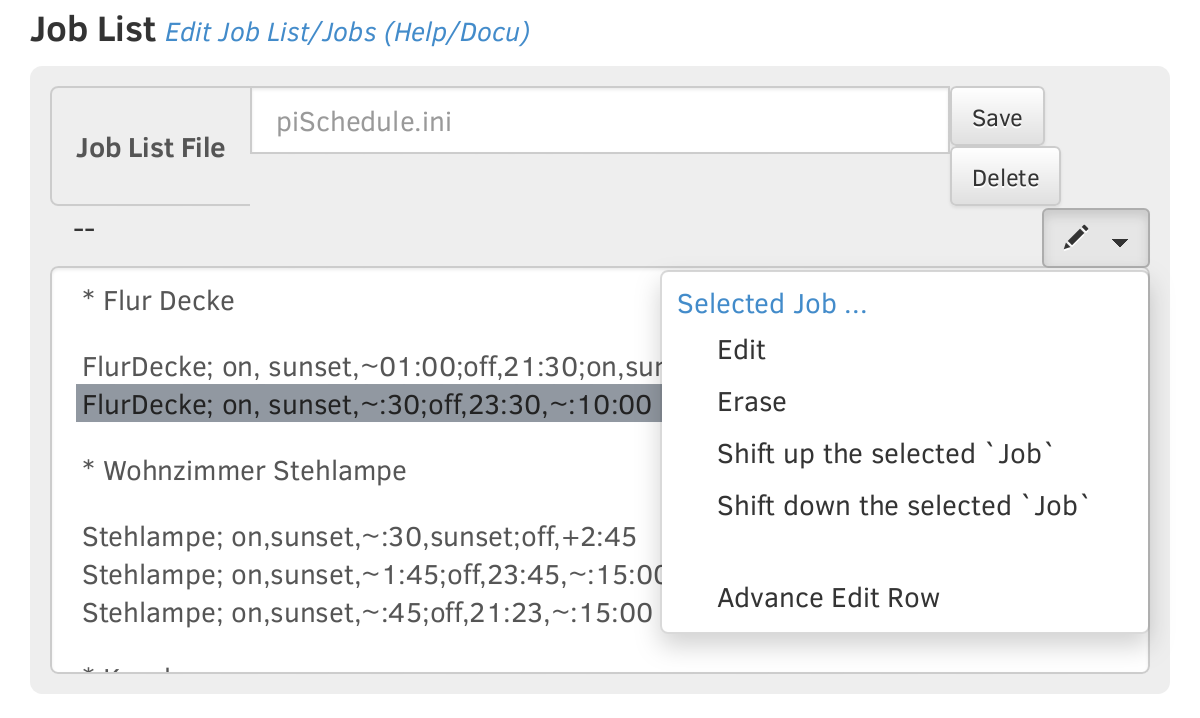 Job List Edit Job List/Jobs (Help/Docu)
Job List File
piSchedule.ini
Save
Delete
--
* Flur Decke
FlurDecke; on, sunset,~01:00;off,21:30;on,sun
FlurDecke; on, sunset,~:30;off,23:30,~:10:00
* Wohnzimmer Stehlampe
Stehlampe; on,sunset,~:30,sunset;off,+2:45
Stehlampe; on,sunset,~1:45;off,23:45,~:15:00
Stehlampe; on,sunset,~:45;off,21:23,~:15:00
Selected Job ...
Edit
Erase
Shift up the selected `Job`
Shift down the selected `Job`
Advance Edit Row